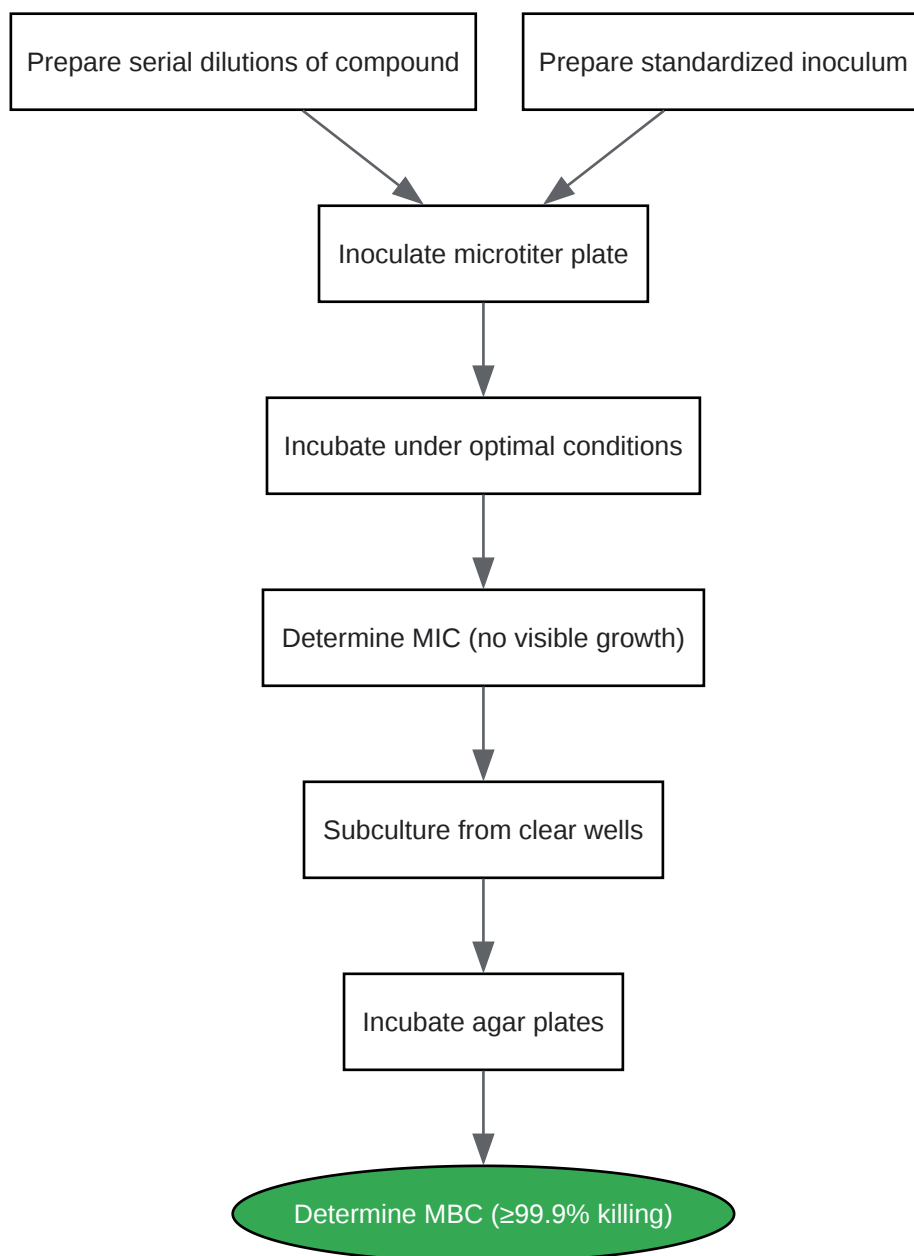 Prepare serial dilutions of compound
Prepare standardized inoculum
Inoculate microtiter plate
Incubate under optimal conditions
Determine MIC (no visible growth)
Subculture from clear wells
Incubate agar plates
Determine MBC (≥99.9% killing)